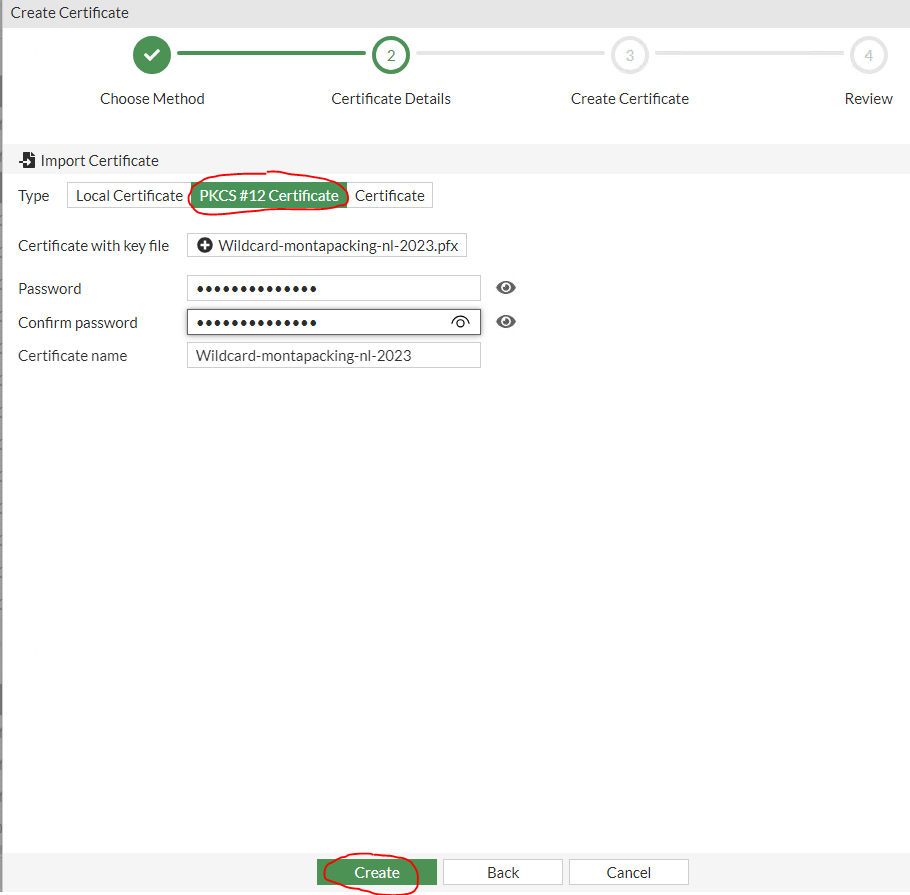 Create Certificate
2 3 4
Choose Method Certificate Details Create Certificate Review
Import Certificate
Type Local Certificate PKCS #12 Certificate Certificate
Certificate with key file Wildcard-montapacking-nl-2023.pfx
Password ••••••••••••••
Confirm password ••••••••••••••
Certificate name Wildcard-montapacking-nl-2023
Create Back Cancel